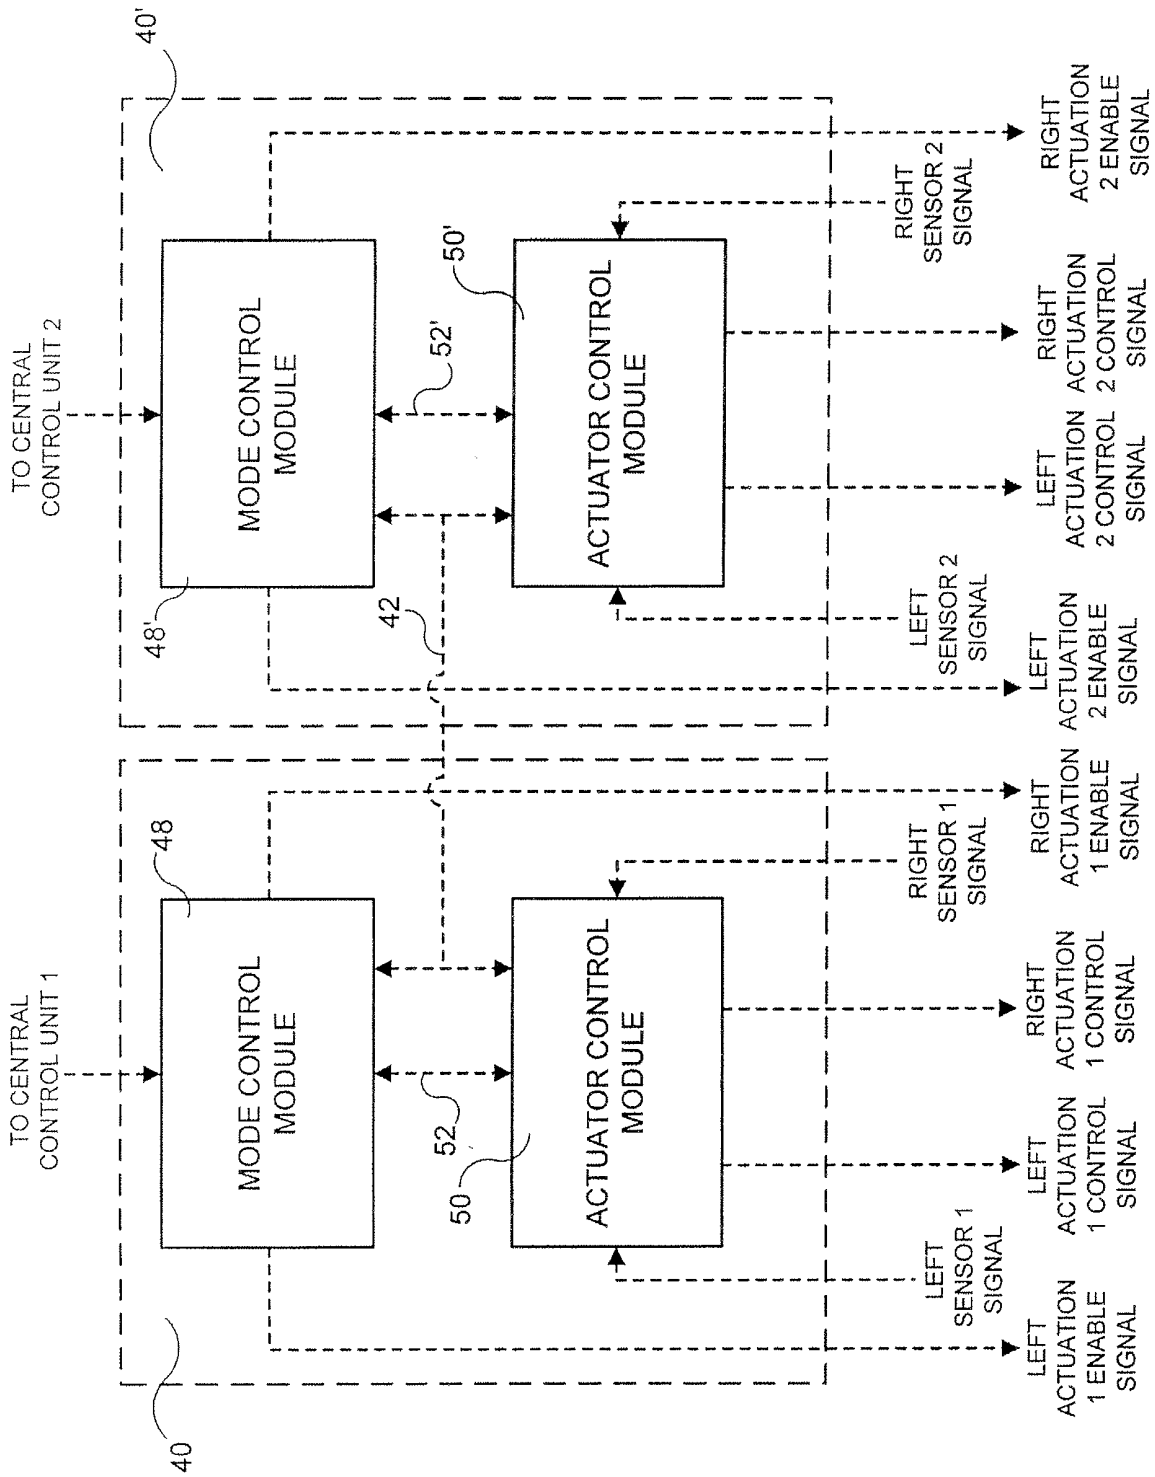 TO CENTRAL
CONTROL UNIT 1
TO CENTRAL
CONTROL UNIT 2
40
40'
48
48'
MODE CONTROL
MODULE
MODE CONTROL
MODULE
52
42
52'
50
50'
ACTUATOR CONTROL
MODULE
ACTUATOR CONTROL
MODULE
LEFT
SENSOR 1
SIGNAL
RIGHT
SENSOR 1
SIGNAL
LEFT
SENSOR 2
SIGNAL
RIGHT
SENSOR 2
SIGNAL
LEFT
ACTUATION
1 ENABLE
SIGNAL
LEFT
ACTUATION
1 CONTROL
SIGNAL
RIGHT
ACTUATION
1 CONTROL
SIGNAL
RIGHT
ACTUATION
1 ENABLE
SIGNAL
LEFT
ACTUATION
2 ENABLE
SIGNAL
LEFT
ACTUATION
2 CONTROL
SIGNAL
RIGHT
ACTUATION
2 CONTROL
SIGNAL
RIGHT
ACTUATION
2 ENABLE
SIGNAL